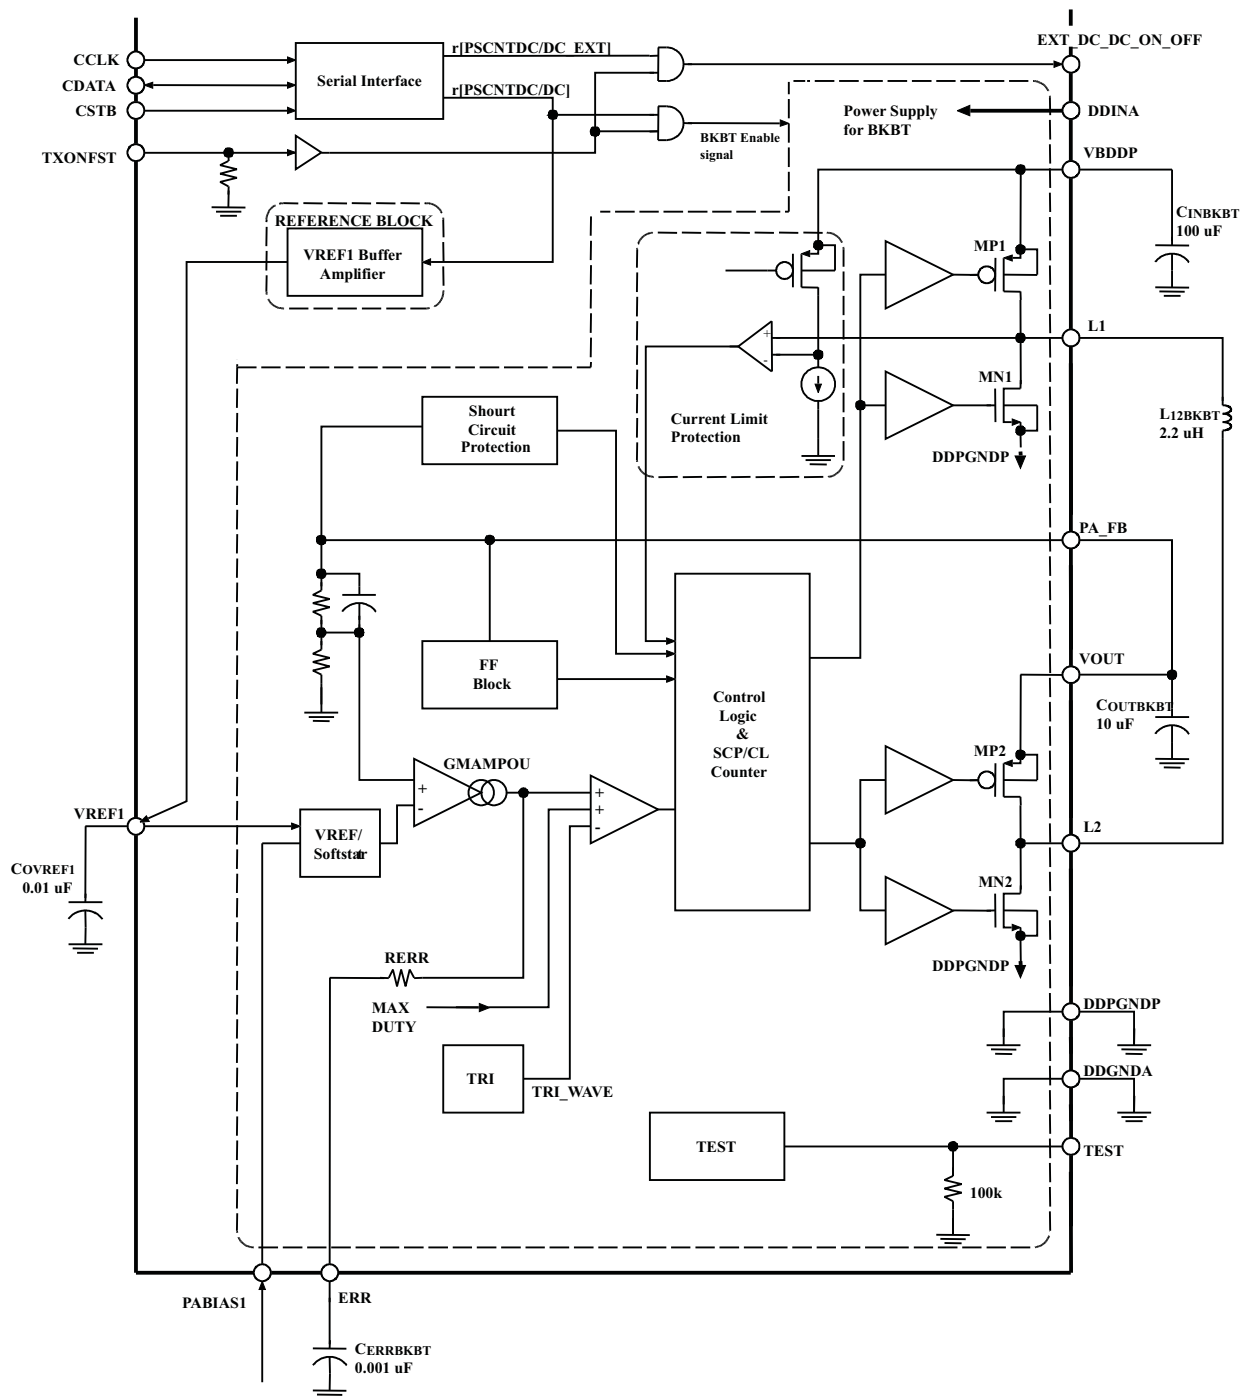 EXT_DC_DC_ON_OFF
CCLK
CDATA
CSTB
TXONFST
Serial Interface
r[PSCNTDC/DC_EXT]
r[PSCNTDC/DC]
BKBT Enable
signal
Power Supply
for BKBT
DDINA
VBDDP
CINBKBT
100 uF
REFERENCE BLOCK
VREF1 Buffer
Amplifier
MP1
+
-
L1
MN1
L12BKBT
2.2 uH
Current Limit
Protection
DDPGNDP
Shourt
Circuit
Protection
PA_FB
FF
Block
Control
Logic
&
SCP/CL
Counter
VOUT
COUTBKBT
10 uF
MP2
GMAMPOU
+
-
+
+
-
VREF1
VREF/
Softstatr
L2
COVREF1
0.01 uF
MN2
DDPGNDP
RERR
MAX
DUTY
DDPGNDP
TRI
TRI_WAVE
DDGNDA
TEST
TEST
100k
PABIAS1
ERR
CERRBKBT
0.001 uF